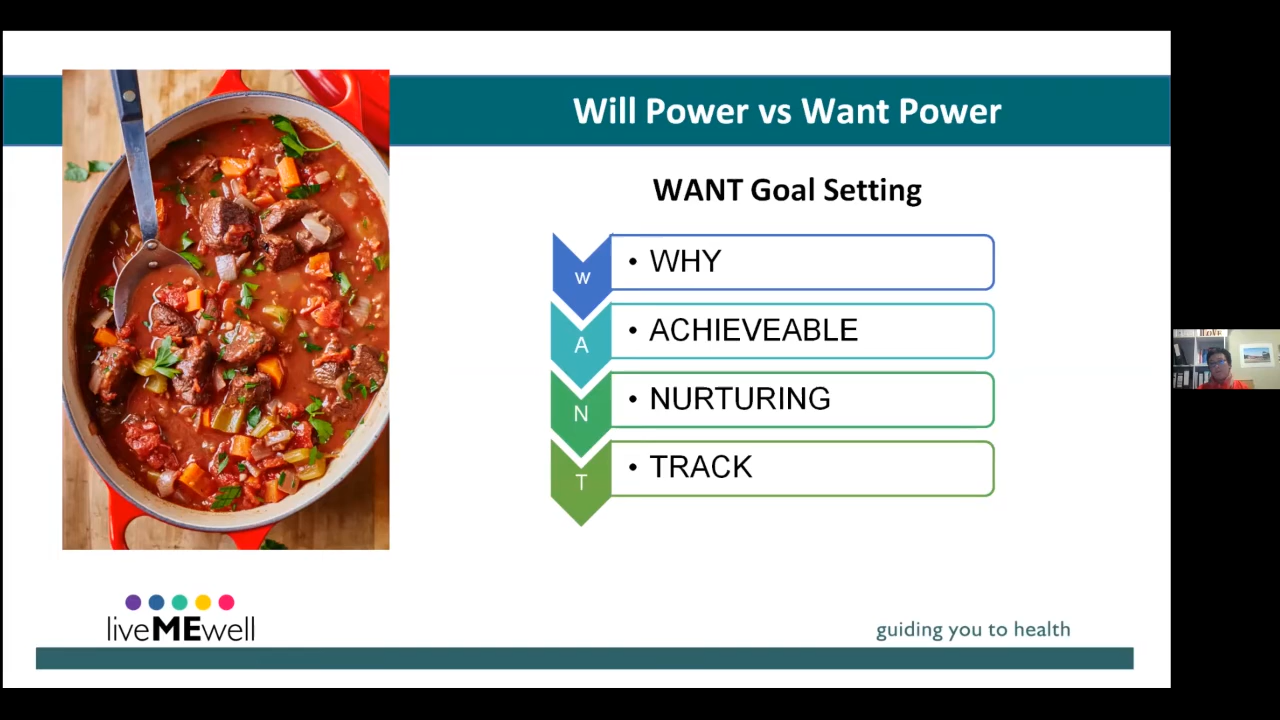 Will Power vs Want Power
WANT Goal Setting
W
• WHY
A
• ACHIEVEABLE
N
• NURTURING
T
• TRACK
liveMEwell
guiding you to health